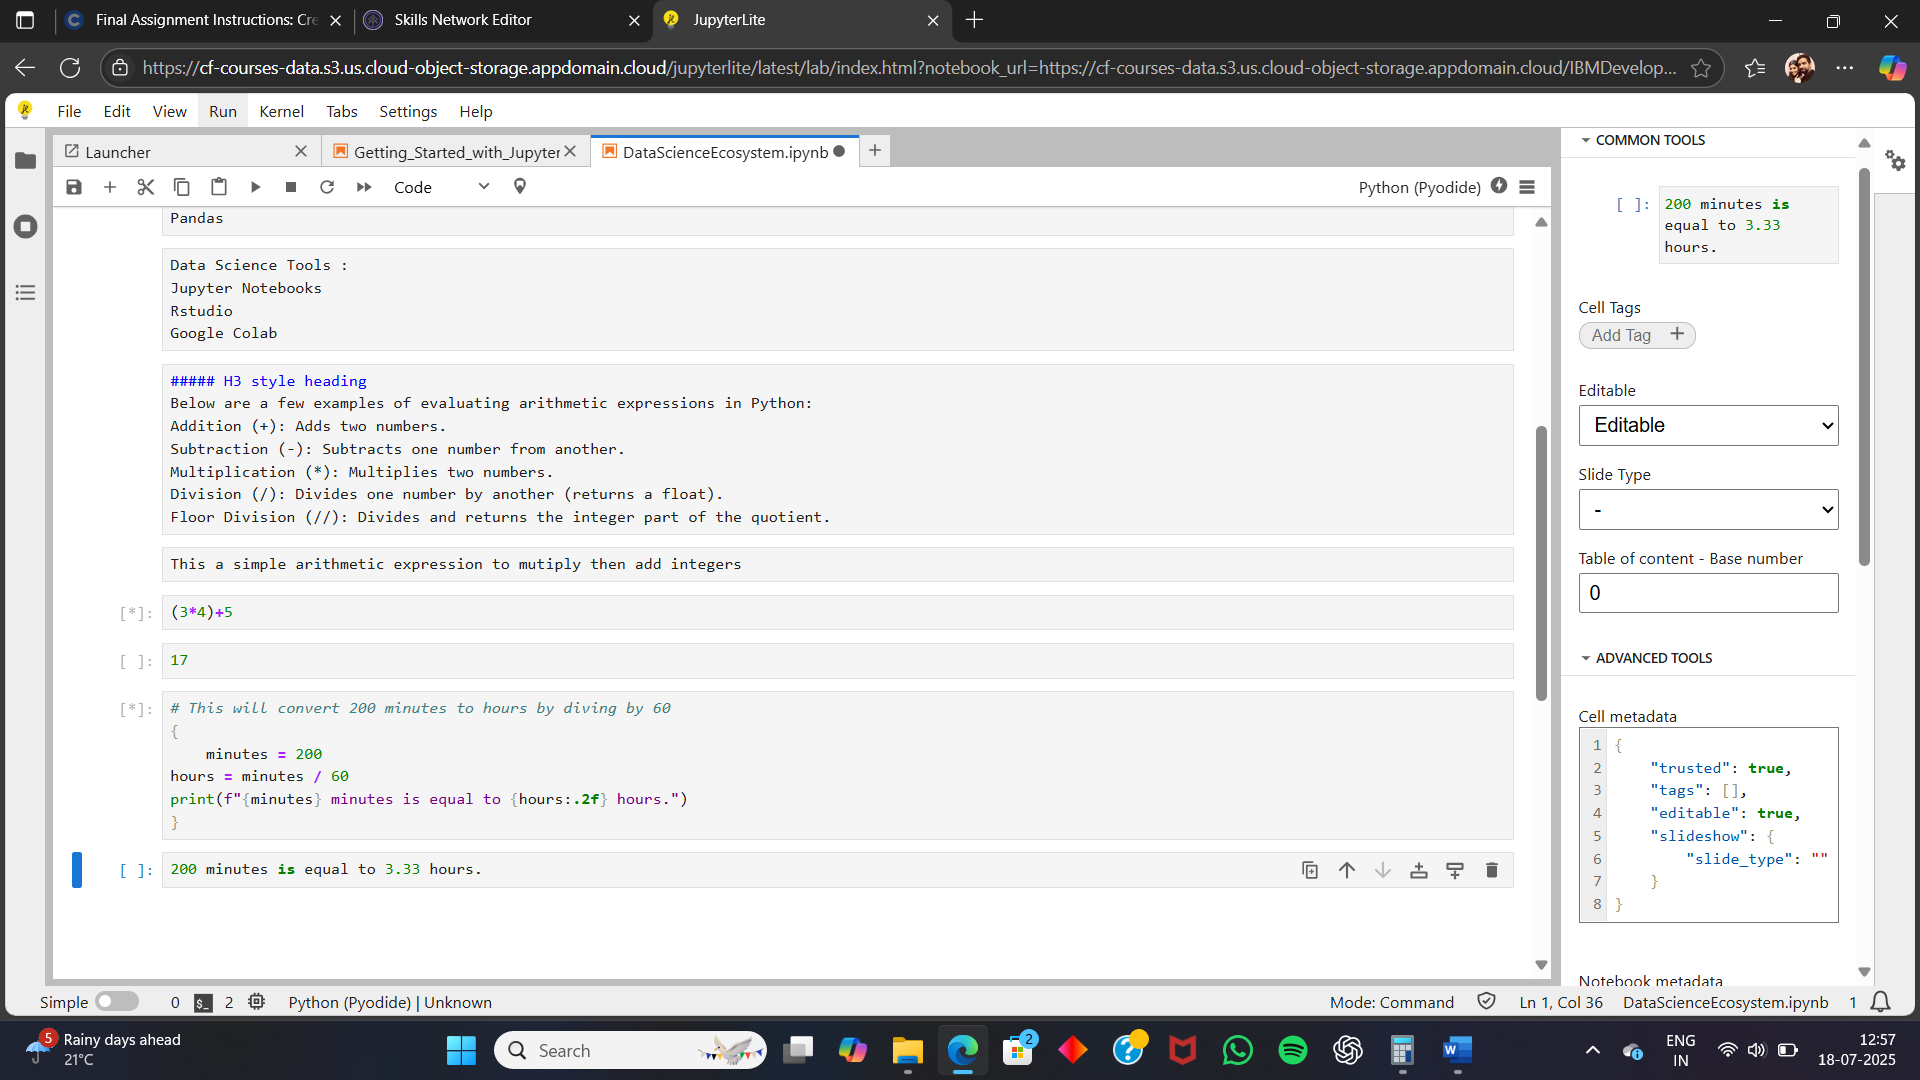 Final Assignment Instructions: Cre
Skills Network Editor
JupyterLite
https://cf-courses-data.s3.us.cloud-object-storage.appdomain.cloud/jupyterlite/latest/lab/index.html?notebook_url=https://cf-courses-data.s3.us.cloud-object-storage.appdomain.cloud/IBMDevelop...
File Edit View Run Kernel Tabs Settings Help
Launcher
Getting_Started_with_Jupyter
DataScienceEcosystem.ipynb
Code
Python (Pyodide)
Pandas
Data Science Tools :
Jupyter Notebooks
Rstudio
Google Colab
##### H3 style heading
Below are a few examples of evaluating arithmetic expressions in Python:
Addition (+): Adds two numbers.
Subtraction (-): Subtracts one number from another.
Multiplication (*): Multiplies two numbers.
Division (/): Divides one number by another (returns a float).
Floor Division (//): Divides and returns the integer part of the quotient.
This a simple arithmetic expression to mutiply then add integers
[*]: (3*4)+5
[ ]: 17
[*]: # This will convert 200 minutes to hours by diving by 60
{
minutes = 200
hours = minutes / 60
print(f"{minutes} minutes is equal to {hours:.2f} hours.")
}
[ ]: 200 minutes is equal to 3.33 hours.
COMMON TOOLS
[ ]: 200 minutes is
equal to 3.33
hours.
Cell Tags
Add Tag +
Editable
Editable
Slide Type
-
Table of content - Base number
0
ADVANCED TOOLS
Cell metadata
1 {
2 "trusted": true,
3 "tags": [],
4 "editable": true,
5 "slideshow": {
6 "slide_type": ""
7 }
8 }
Notebook metadata
Simple 0 $_ 2 Python (Pyodide) | Unknown
Mode: Command Ln 1, Col 36 DataScienceEcosystem.ipynb 1
5
Rainy days ahead
21°C
Search
2
ENG
IN
12:57
18-07-2025